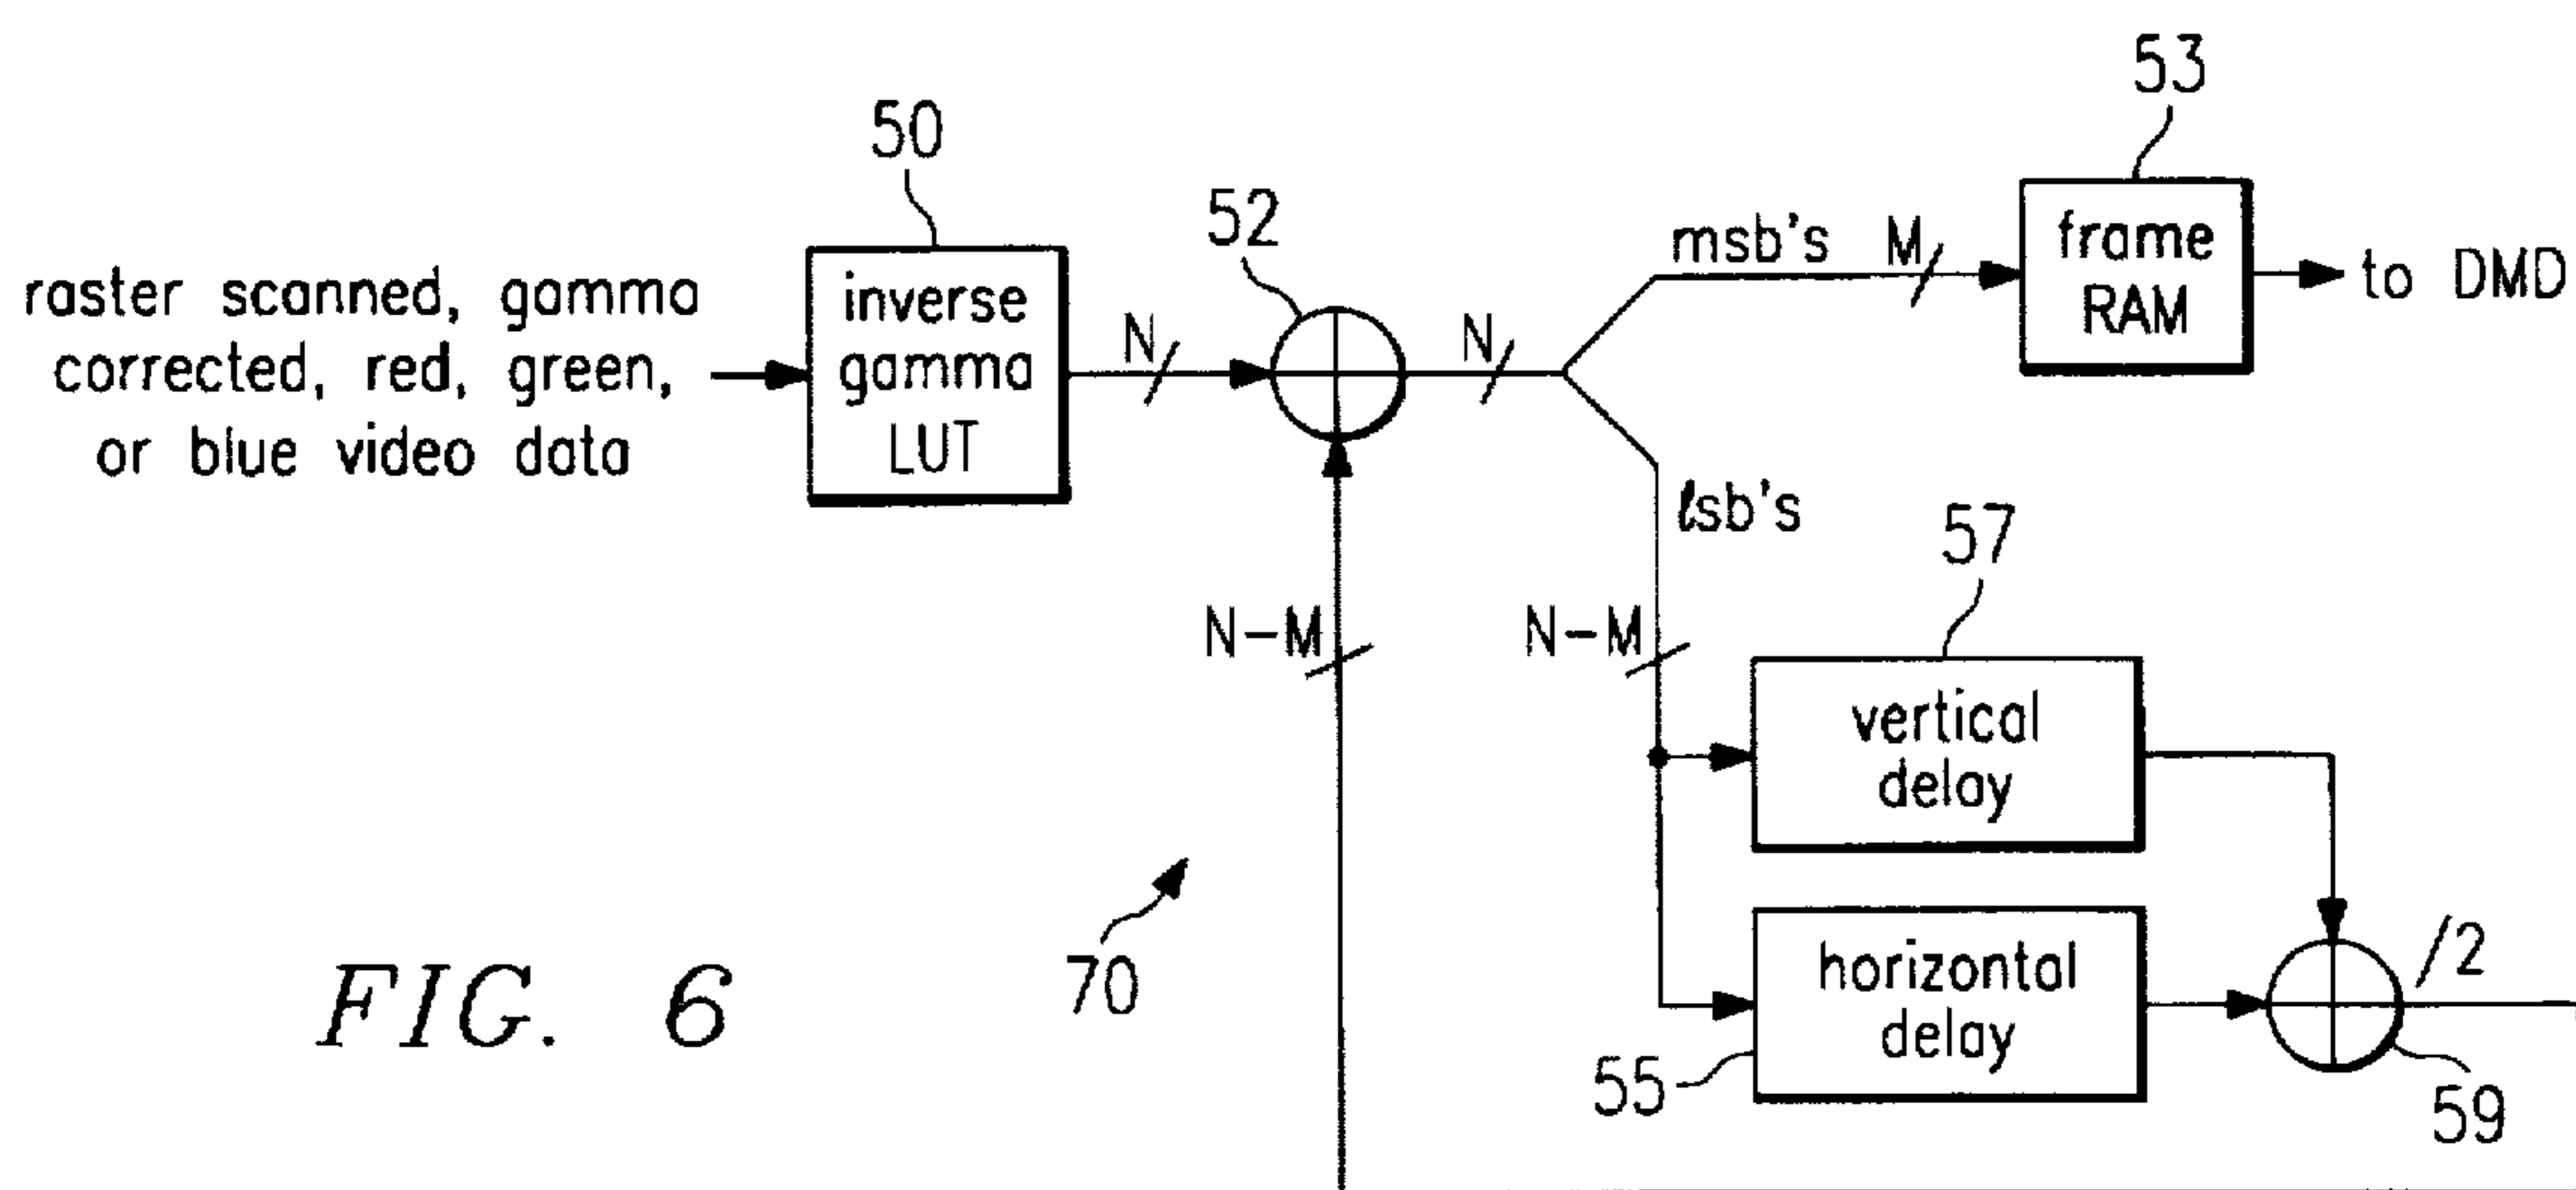 53
50
52
msb's M
frame
RAM
to DMD
raster scanned, gamma
corrected, red, green,
or blue video data
inverse
gamma
LUT
N
N
lsb's
57
N-M
N-M
vertical
delay
70
horizontal
delay
/2
55
59
FIG. 6